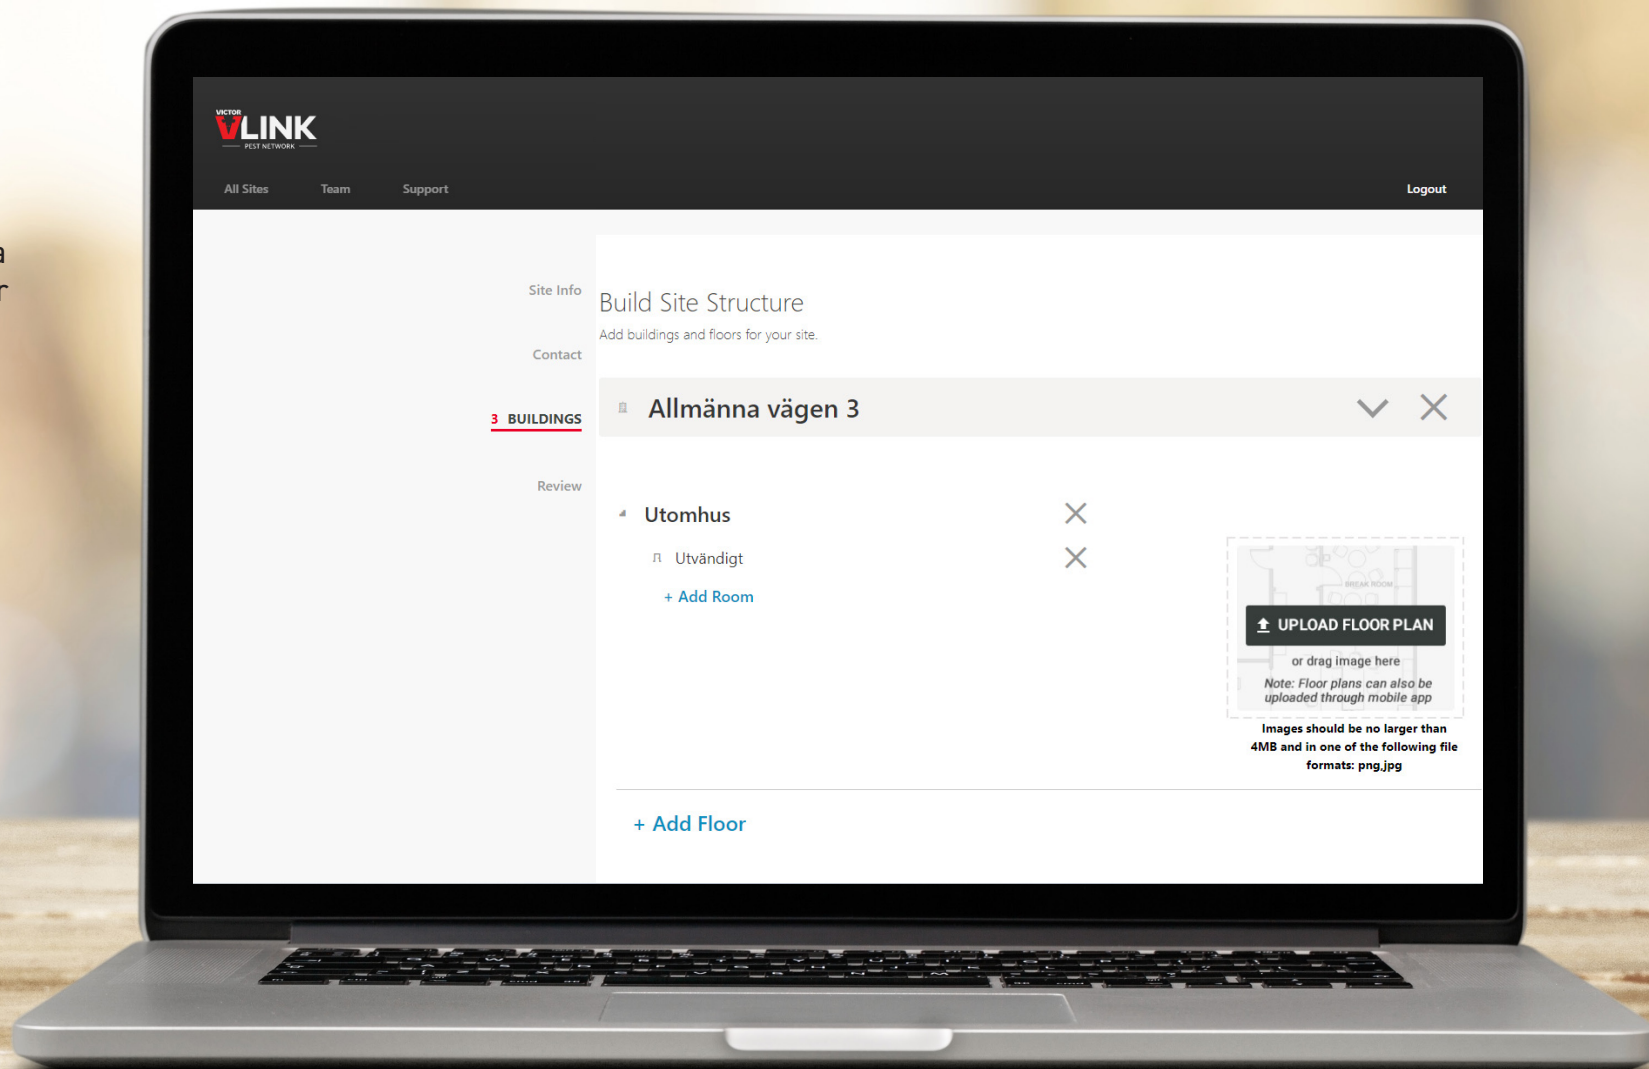 a
r
VICTOR
VLINK
PEST NETWORK
All Sites
Team
Support
Logout
Site Info
Contact
3 BUILDINGS
Review
Build Site Structure
Add buildings and floors for your site.
Allmänna vägen 3
Utomhus
Utvändigt
+ Add Room
BREAK ROOM
UPLOAD FLOOR PLAN
or drag image here
Note: Floor plans can also be
uploaded through mobile app
Images should be no larger than
4MB and in one of the following file
formats: png,jpg
+ Add Floor